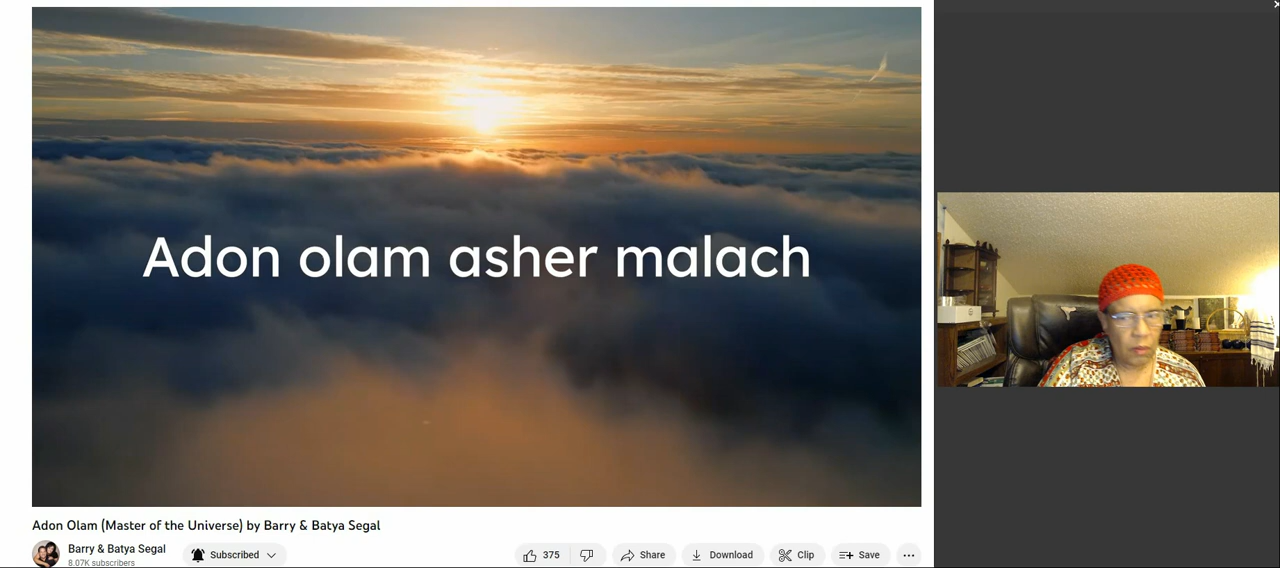 Adon olam asher malach
Adon Olam (Master of the Universe) by Barry & Batya Segal
Barry & Batya Segal
8.07K subscribers
Subscribed
375
Share
Download
Clip
Save